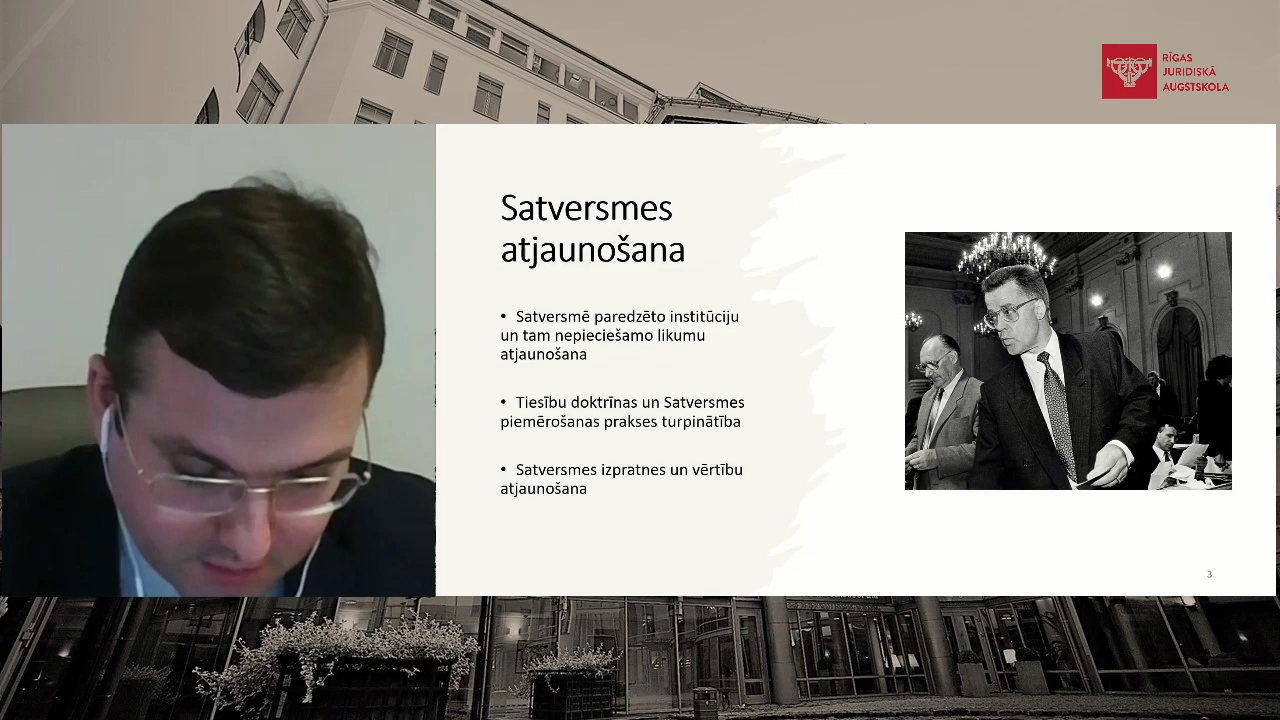 RĪGAS
JURIDISKĀ
AUGSTSKOLA
Satversmes
atjaunošana
• Satversmē paredzēto institūciju
un tam nepieciešamo likumu
atjaunošana
• Tiesību doktrīnas un Satversmes
piemērošanas prakses turpinātība
• Satversmes izpratnes un vērtību
atjaunošana
3